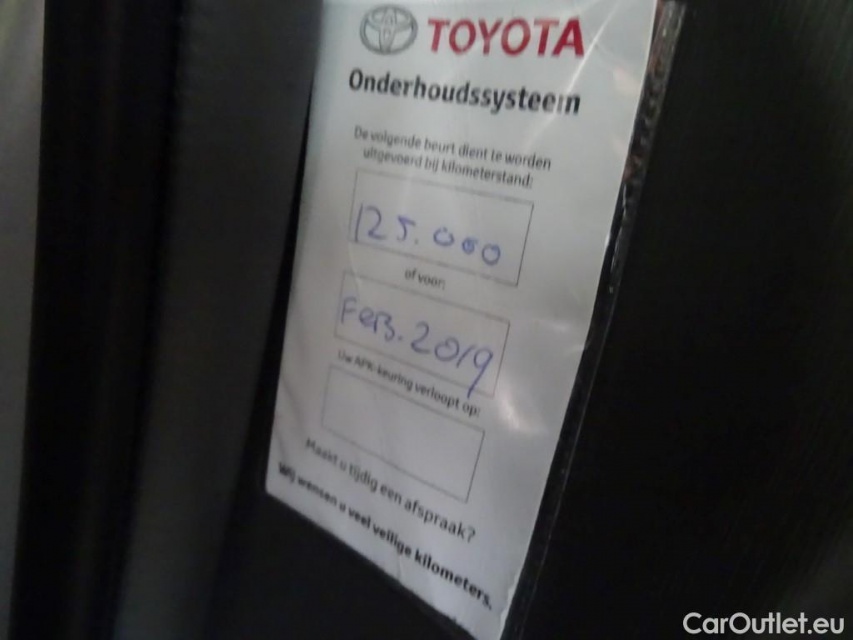 TOYOTA
Onderhoudssysteem
De volgende beurt dient te worden
uitgevoerd bij kilometerstand:
125.000
of voor:
FEB. 2019
Uw APK-keuring verloopt op:
Maakt u tijdig een afspraak?
Wij wensen u veel veilige kilometers.
CarOutlet.eu